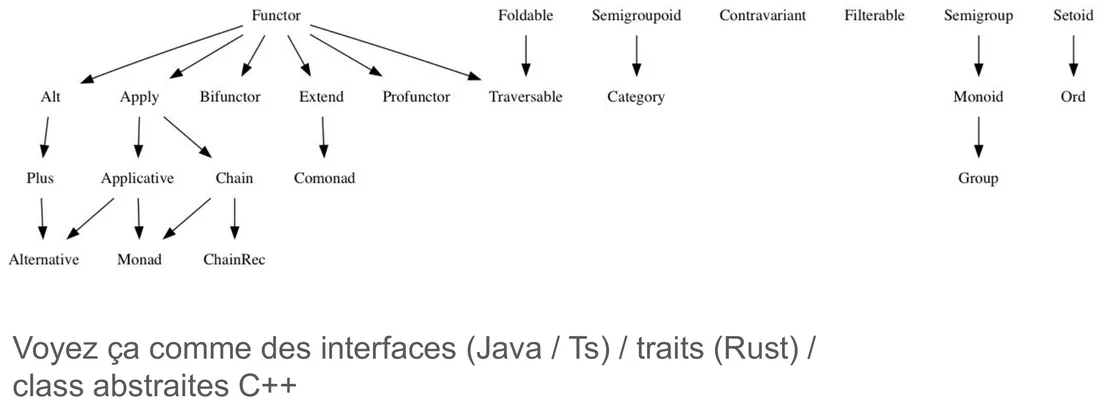 Functor Foldable Semigroupoid Contravariant Filterable Semigroup Setoid
Alt Apply Bifunctor Extend Profunctor Traversable Category Monoid Ord
Plus Applicative Chain Comonad Group
Alternative Monad ChainRec
Voyez ça comme des interfaces (Java / Ts) / traits (Rust) /
class abstraites C++